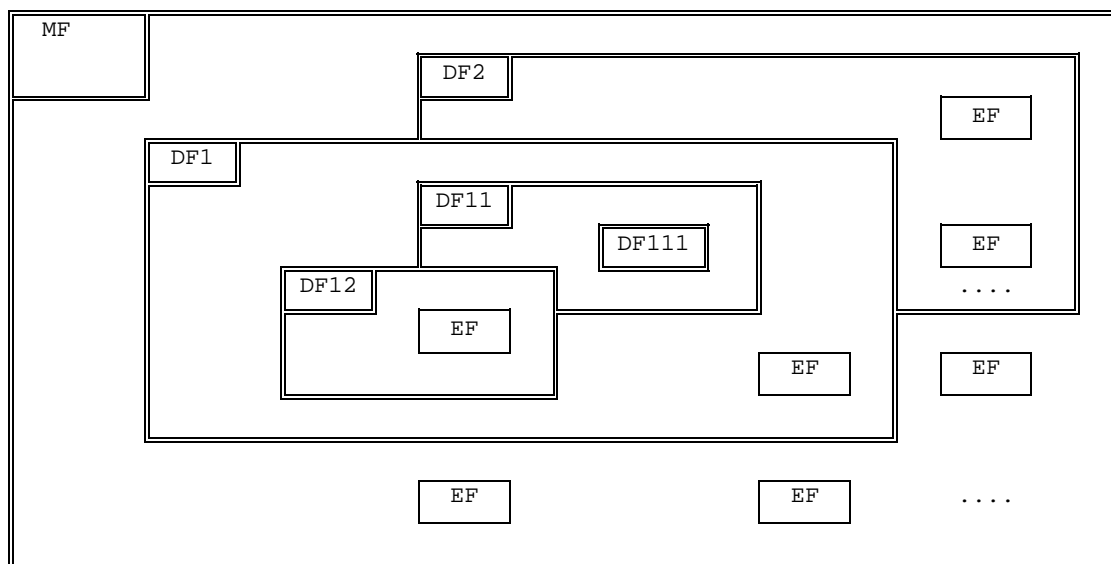 MF
DF2
EF
DF1
DF11
DF111
EF
DF12
....
EF
EF
EF
EF
EF
....